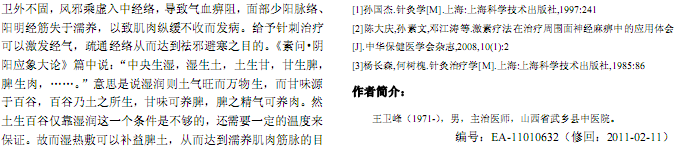 卫外不固，风邪乘虚入中经络，导致气血痹阻，面部少阳脉络、
阳明经筋失于濡养，以致肌肉纵缓不收而发病。给予针刺治疗
可以激发经气，疏通经络从而达到祛邪避寒之目的。《素问·阴
阳应象大论》篇中说：“中央生湿，湿生土，土生甘，甘生脾，
脾生肉，……。”意思是说湿润则土气旺而万物生，而甘味源
于百谷，百谷乃土之所生，甘味可养脾，脾之精气可养肉。然
土生百谷仅靠湿润这一个条件是不够的，还需要一定的温度来
保证。故而湿热敷可以补益脾土，从而达到濡养肌肉筋脉的目
[1]孙国杰.针灸学[M].上海:上海科学技术出版社,1997:241
[2]陈大庆,孙素文,邓江涛等.激素疗法在治疗周围面神经麻痹中的应用体会
[J].中华保健医学会杂志,2008,10(1):2
[3]杨长森,何树槐.针灸治疗学[M].上海:上海科学技术出版社,1985:86
作者简介：
王卫峰（1971-），男，主治医师，山西省武乡县中医院。
编号：EA-11010632（修回：2011-02-11）